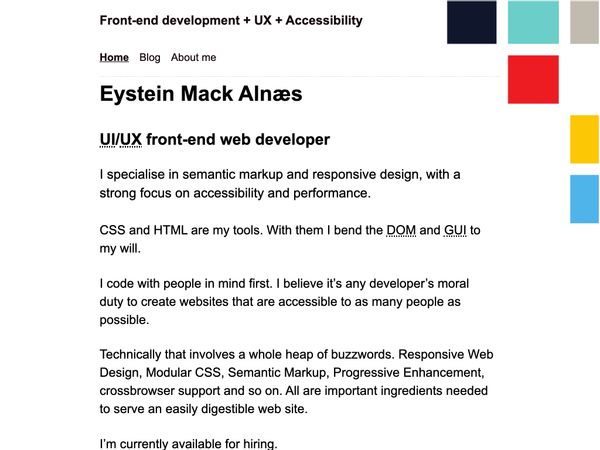 Front-end development + UX + Accessibility
Home Blog About me
Eystein Mack Alnæs
UI/UX front-end web developer
I specialise in semantic markup and responsive design, with a
strong focus on accessibility and performance.
CSS and HTML are my tools. With them I bend the DOM and GUI to
my will.
I code with people in mind first. I believe it’s any developer’s moral
duty to create websites that are accessible to as many people as
possible.
Technically that involves a whole heap of buzzwords. Responsive Web
Design, Modular CSS, Semantic Markup, Progressive Enhancement,
crossbrowser support and so on. All are important ingredients needed
to serve an easily digestible web site.
I’m currently available for hiring.